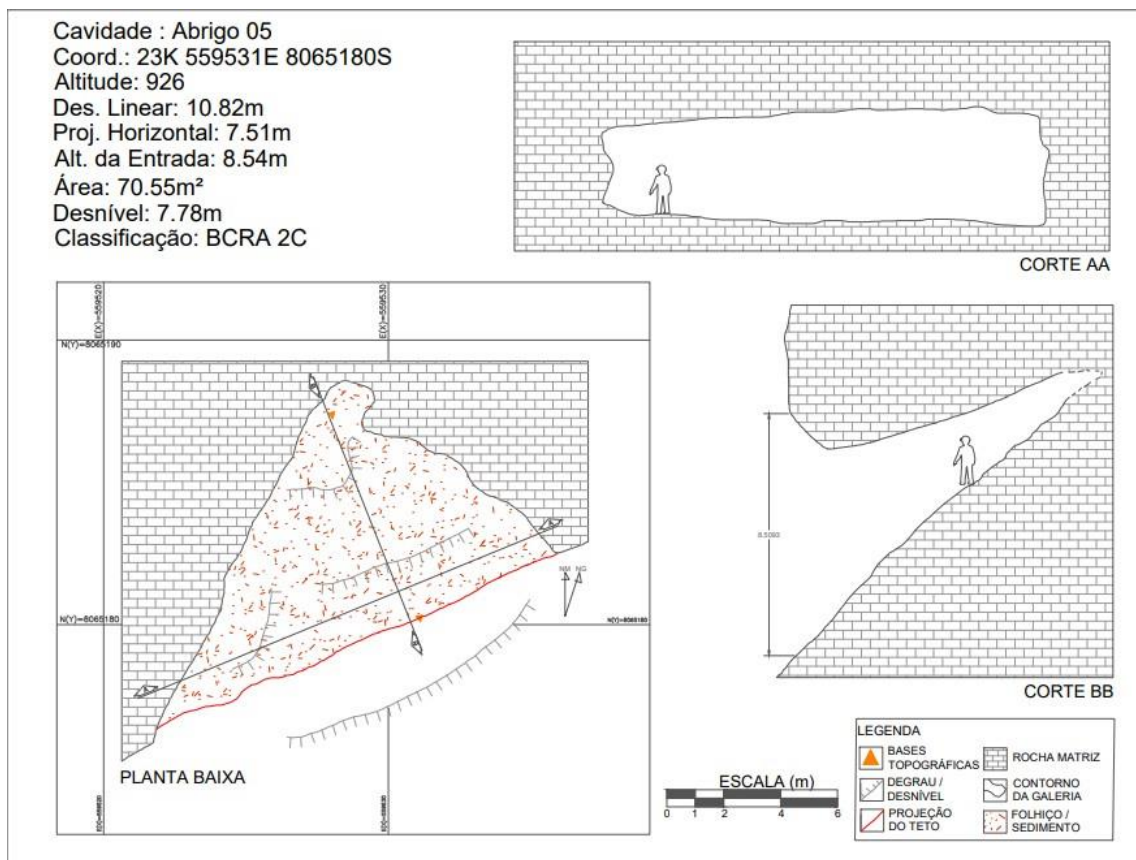 Cavidade : Abrigo 05
Coord.: 23K 559531E 8065180S
Altitude: 926
Des. Linear: 10.82m
Proj. Horizontal: 7.51m
Alt. da Entrada: 8.54m
Área: 70.55m²
Desnível: 7.78m
Classificação: BCRA 2C
CORTE AA
E(X)=559520
E(X)=559530
N(Y)=8065190
NM NG
N(Y)=8065180
N(Y)=8065180
PLANTA BAIXA
CORTE BB
ESCALA (m)
0 1 2 4 6
LEGENDA
BASES
TOPOGRÁFICAS
ROCHA MATRIZ
DEGRAU /
DESNÍVEL
CONTORNO
DA GALERIA
PROJEÇÃO
DO TETO
FOLHIÇO /
SEDIMENTO